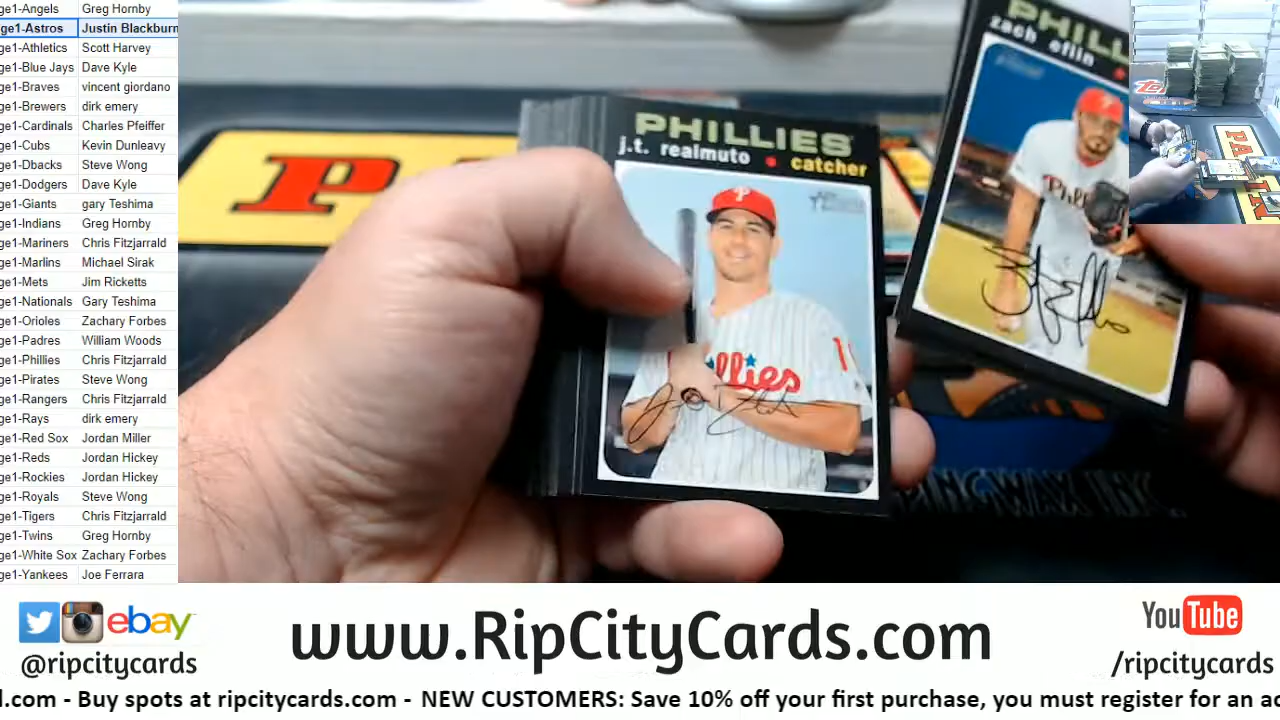 ge1-Angels Greg Hornby
ge1-Astros Justin Blackburn
ge1-Athletics Scott Harvey
ge1-Blue Jays Dave Kyle
ge1-Braves vincent giordano
ge1-Brewers dirk emery
ge1-Cardinals Charles Pfeiffer
ge1-Cubs Kevin Dunleavy
ge1-Dbacks Steve Wong
ge1-Dodgers Dave Kyle
ge1-Giants gary Teshima
ge1-Indians Greg Hornby
ge1-Mariners Chris Fitzjarrald
ge1-Marlins Michael Sirak
ge1-Mets Jim Ricketts
ge1-Nationals Gary Teshima
ge1-Orioles Zachary Forbes
ge1-Padres William Woods
ge1-Phillies Chris Fitzjarrald
ge1-Pirates Steve Wong
ge1-Rangers Chris Fitzjarrald
ge1-Rays dirk emery
ge1-Red Sox Jordan Miller
ge1-Reds Jordan Hickey
ge1-Rockies Jordan Hickey
ge1-Royals Steve Wong
ge1-Tigers Chris Fitzjarrald
ge1-Twins Greg Hornby
ge1-White Sox Zachary Forbes
ge1-Yankees Joe Ferrara
PHILLIES
j.t. realmuto • catcher
Heritage
PHILL
zach eflin
ebay
@ripcitycards
www.RipCityCards.com
YouTube
/ripcitycards
l.com - Buy spots at ripcitycards.com - NEW CUSTOMERS: Save 10% off your first purchase, you must register for an ac